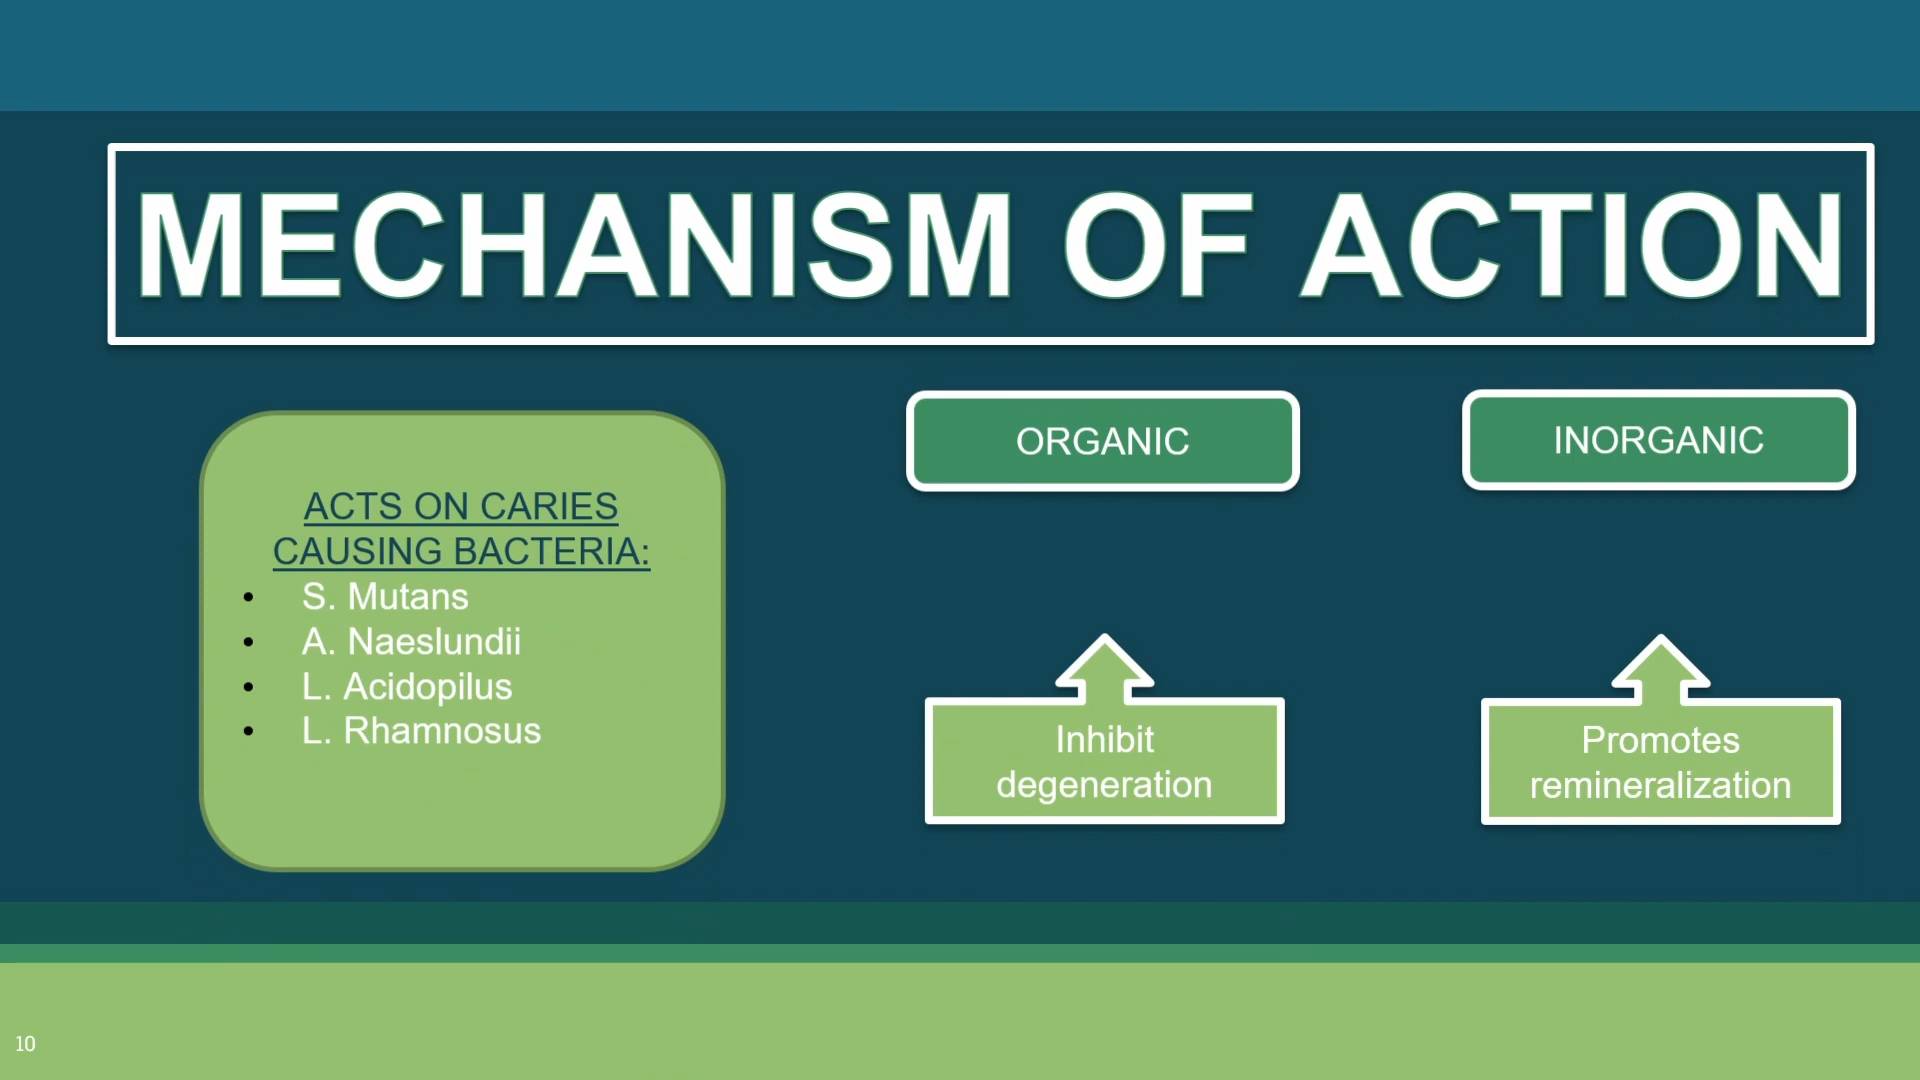 MECHANISM OF ACTION
ACTS ON CARIES
CAUSING BACTERIA:
• S. Mutans
• A. Naeslundii
• L. Acidopilus
• L. Rhamnosus
ORGANIC
Inhibit
degeneration
INORGANIC
Promotes
remineralization
10